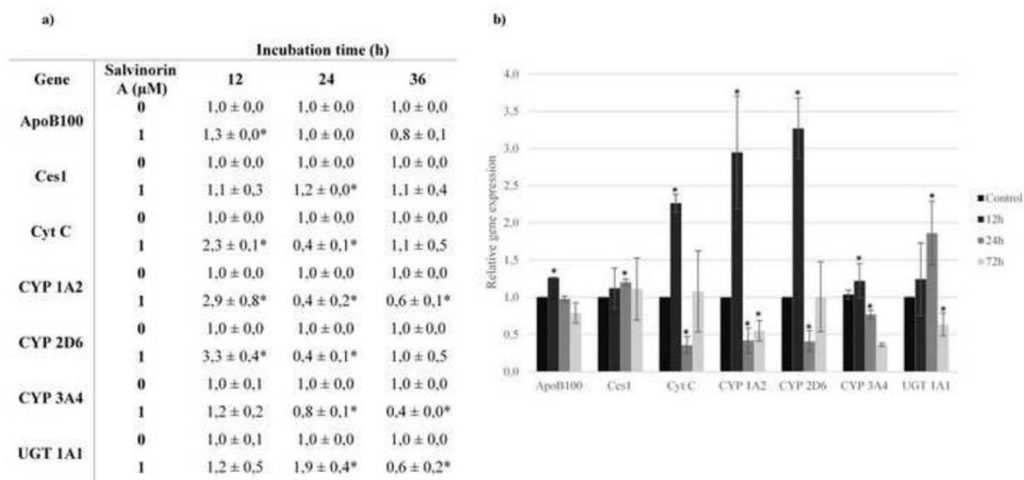 a)
Incubation time (h)
Gene Salvinorin A (µM) 12 24 36
ApoB100
0 1,0 ± 0,0 1,0 ± 0,0 1,0 ± 0,0
1 1,3 ± 0,0* 1,0 ± 0,0 0,8 ± 0,1
Ces1
0 1,0 ± 0,0 1,0 ± 0,0 1,0 ± 0,0
1 1,1 ± 0,3 1,2 ± 0,0* 1,1 ± 0,4
Cyt C
0 1,0 ± 0,0 1,0 ± 0,0 1,0 ± 0,0
1 2,3 ± 0,1* 0,4 ± 0,1* 1,1 ± 0,5
CYP 1A2
0 1,0 ± 0,0 1,0 ± 0,0 1,0 ± 0,0
1 2,9 ± 0,8* 0,4 ± 0,2* 0,6 ± 0,1*
CYP 2D6
0 1,0 ± 0,0 1,0 ± 0,0 1,0 ± 0,0
1 3,3 ± 0,4* 0,4 ± 0,1* 1,0 ± 0,5
CYP 3A4
0 1,0 ± 0,1 1,0 ± 0,0 1,0 ± 0,0
1 1,2 ± 0,2 0,8 ± 0,1* 0,4 ± 0,0*
UGT 1A1
0 1,0 ± 0,1 1,0 ± 0,0 1,0 ± 0,0
1 1,2 ± 0,5 1,9 ± 0,4* 0,6 ± 0,2*
b)
Relative gene expression
4,0
3,5
3,0
2,5
2,0
1,5
1,0
0,5
0,0
ApoB100 Ces1 Cyt C CYP 1A2 CYP 2D6 CYP 3A4 UGT 1A1
Control
12h
24h
72h